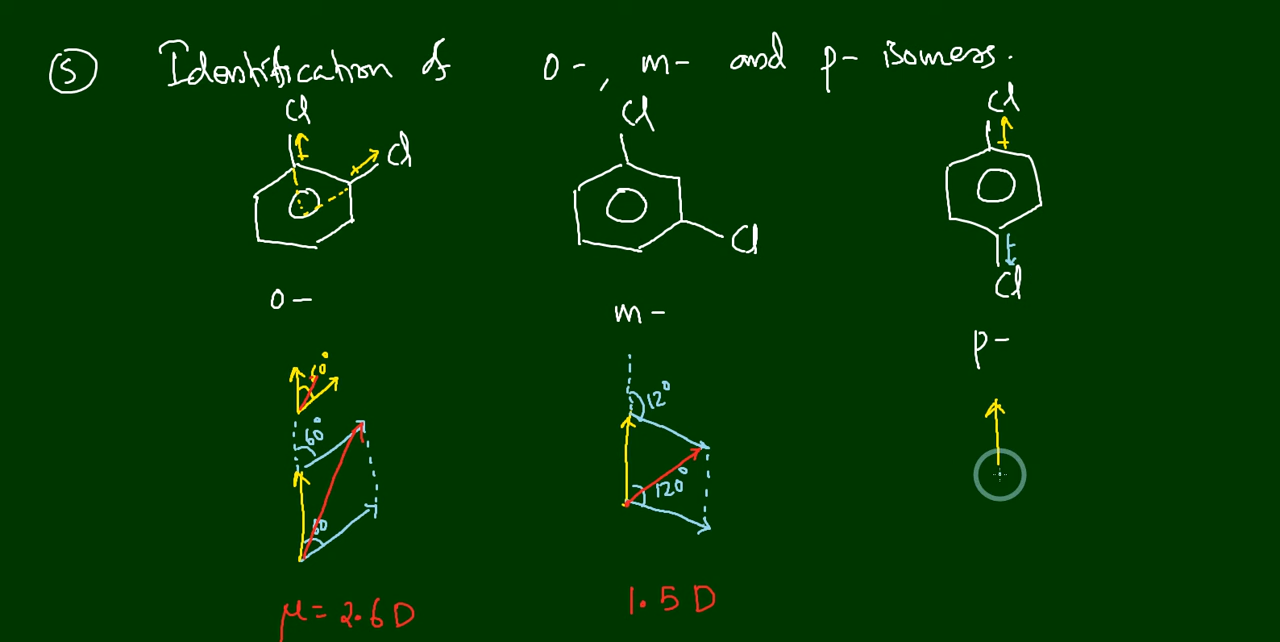 5 Identification of o-, m- and p- isomers.
Cl Cl Cl
Cl
Cl
Cl
o-
m-
p-
60°
60° 12°
120°
60
μ = 2.6 D 1.5 D